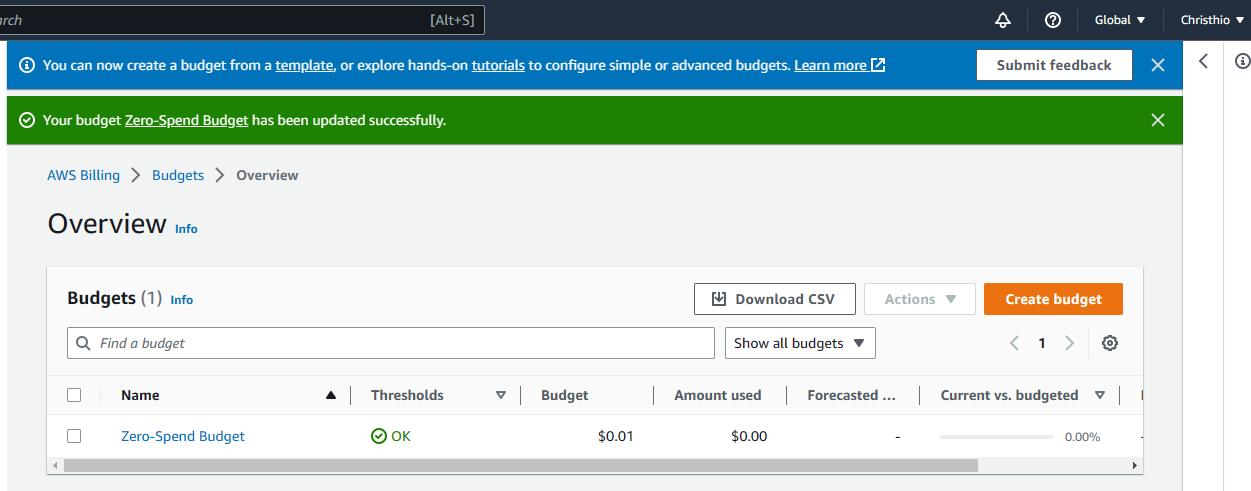 [Alt+S]
Global
Christhio
You can now create a budget from a template, or explore hands-on tutorials to configure simple or advanced budgets. Learn more
Submit feedback
Your budget Zero-Spend Budget has been updated successfully.
AWS Billing
Budgets
Overview
Overview Info
Budgets (1) Info
Download CSV
Actions
Create budget
Find a budget
Show all budgets
1
Name
Thresholds
Budget
Amount used
Forecasted ...
Current vs. budgeted
Zero-Spend Budget
OK
$0.01
$0.00
-
0.00%